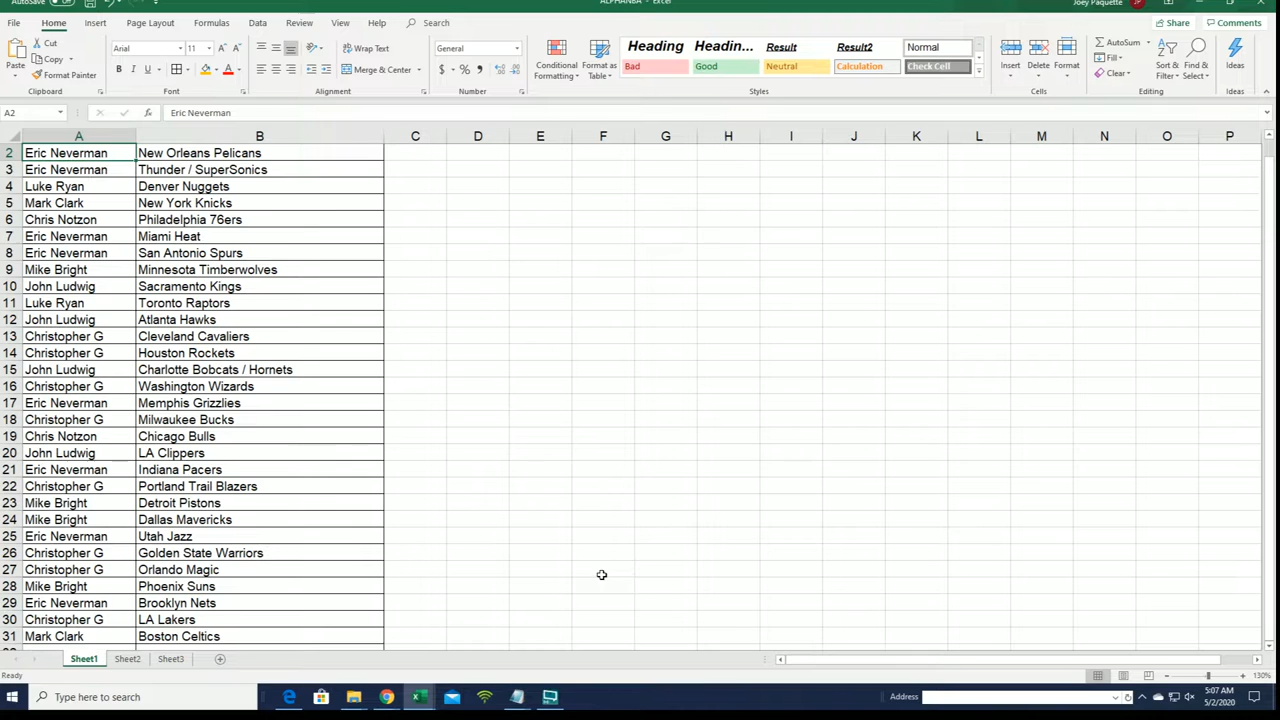 AutoSave Off ALPHANBA - Excel Joey Paquette JP
File Home Insert Page Layout Formulas Data Review View Help Search Share Comments
Paste Cut Copy Format Painter
Arial 11 A A B I U A
Wrap Text Merge & Center
General $ % 9
Conditional Formatting Format as Table
Heading Headin... Result Result2 Normal
Bad Good Neutral Calculation Check Cell
Insert Delete Format
AutoSum Fill Clear Sort & Filter Find & Select Ideas
Clipboard Font Alignment Number Styles Cells Editing Ideas
A2 fx Eric Neverman
A B C D E F G H I J K L M N O P
2 Eric Neverman New Orleans Pelicans
3 Eric Neverman Thunder / SuperSonics
4 Luke Ryan Denver Nuggets
5 Mark Clark New York Knicks
6 Chris Notzon Philadelphia 76ers
7 Eric Neverman Miami Heat
8 Eric Neverman San Antonio Spurs
9 Mike Bright Minnesota Timberwolves
10 John Ludwig Sacramento Kings
11 Luke Ryan Toronto Raptors
12 John Ludwig Atlanta Hawks
13 Christopher G Cleveland Cavaliers
14 Christopher G Houston Rockets
15 John Ludwig Charlotte Bobcats / Hornets
16 Christopher G Washington Wizards
17 Eric Neverman Memphis Grizzlies
18 Christopher G Milwaukee Bucks
19 Chris Notzon Chicago Bulls
20 John Ludwig LA Clippers
21 Eric Neverman Indiana Pacers
22 Christopher G Portland Trail Blazers
23 Mike Bright Detroit Pistons
24 Mike Bright Dallas Mavericks
25 Eric Neverman Utah Jazz
26 Christopher G Golden State Warriors
27 Christopher G Orlando Magic
28 Mike Bright Phoenix Suns
29 Eric Neverman Brooklyn Nets
30 Christopher G LA Lakers
31 Mark Clark Boston Celtics
Sheet1 Sheet2 Sheet3
Ready 130%
Type here to search Address 5:07 AM
5/2/2020